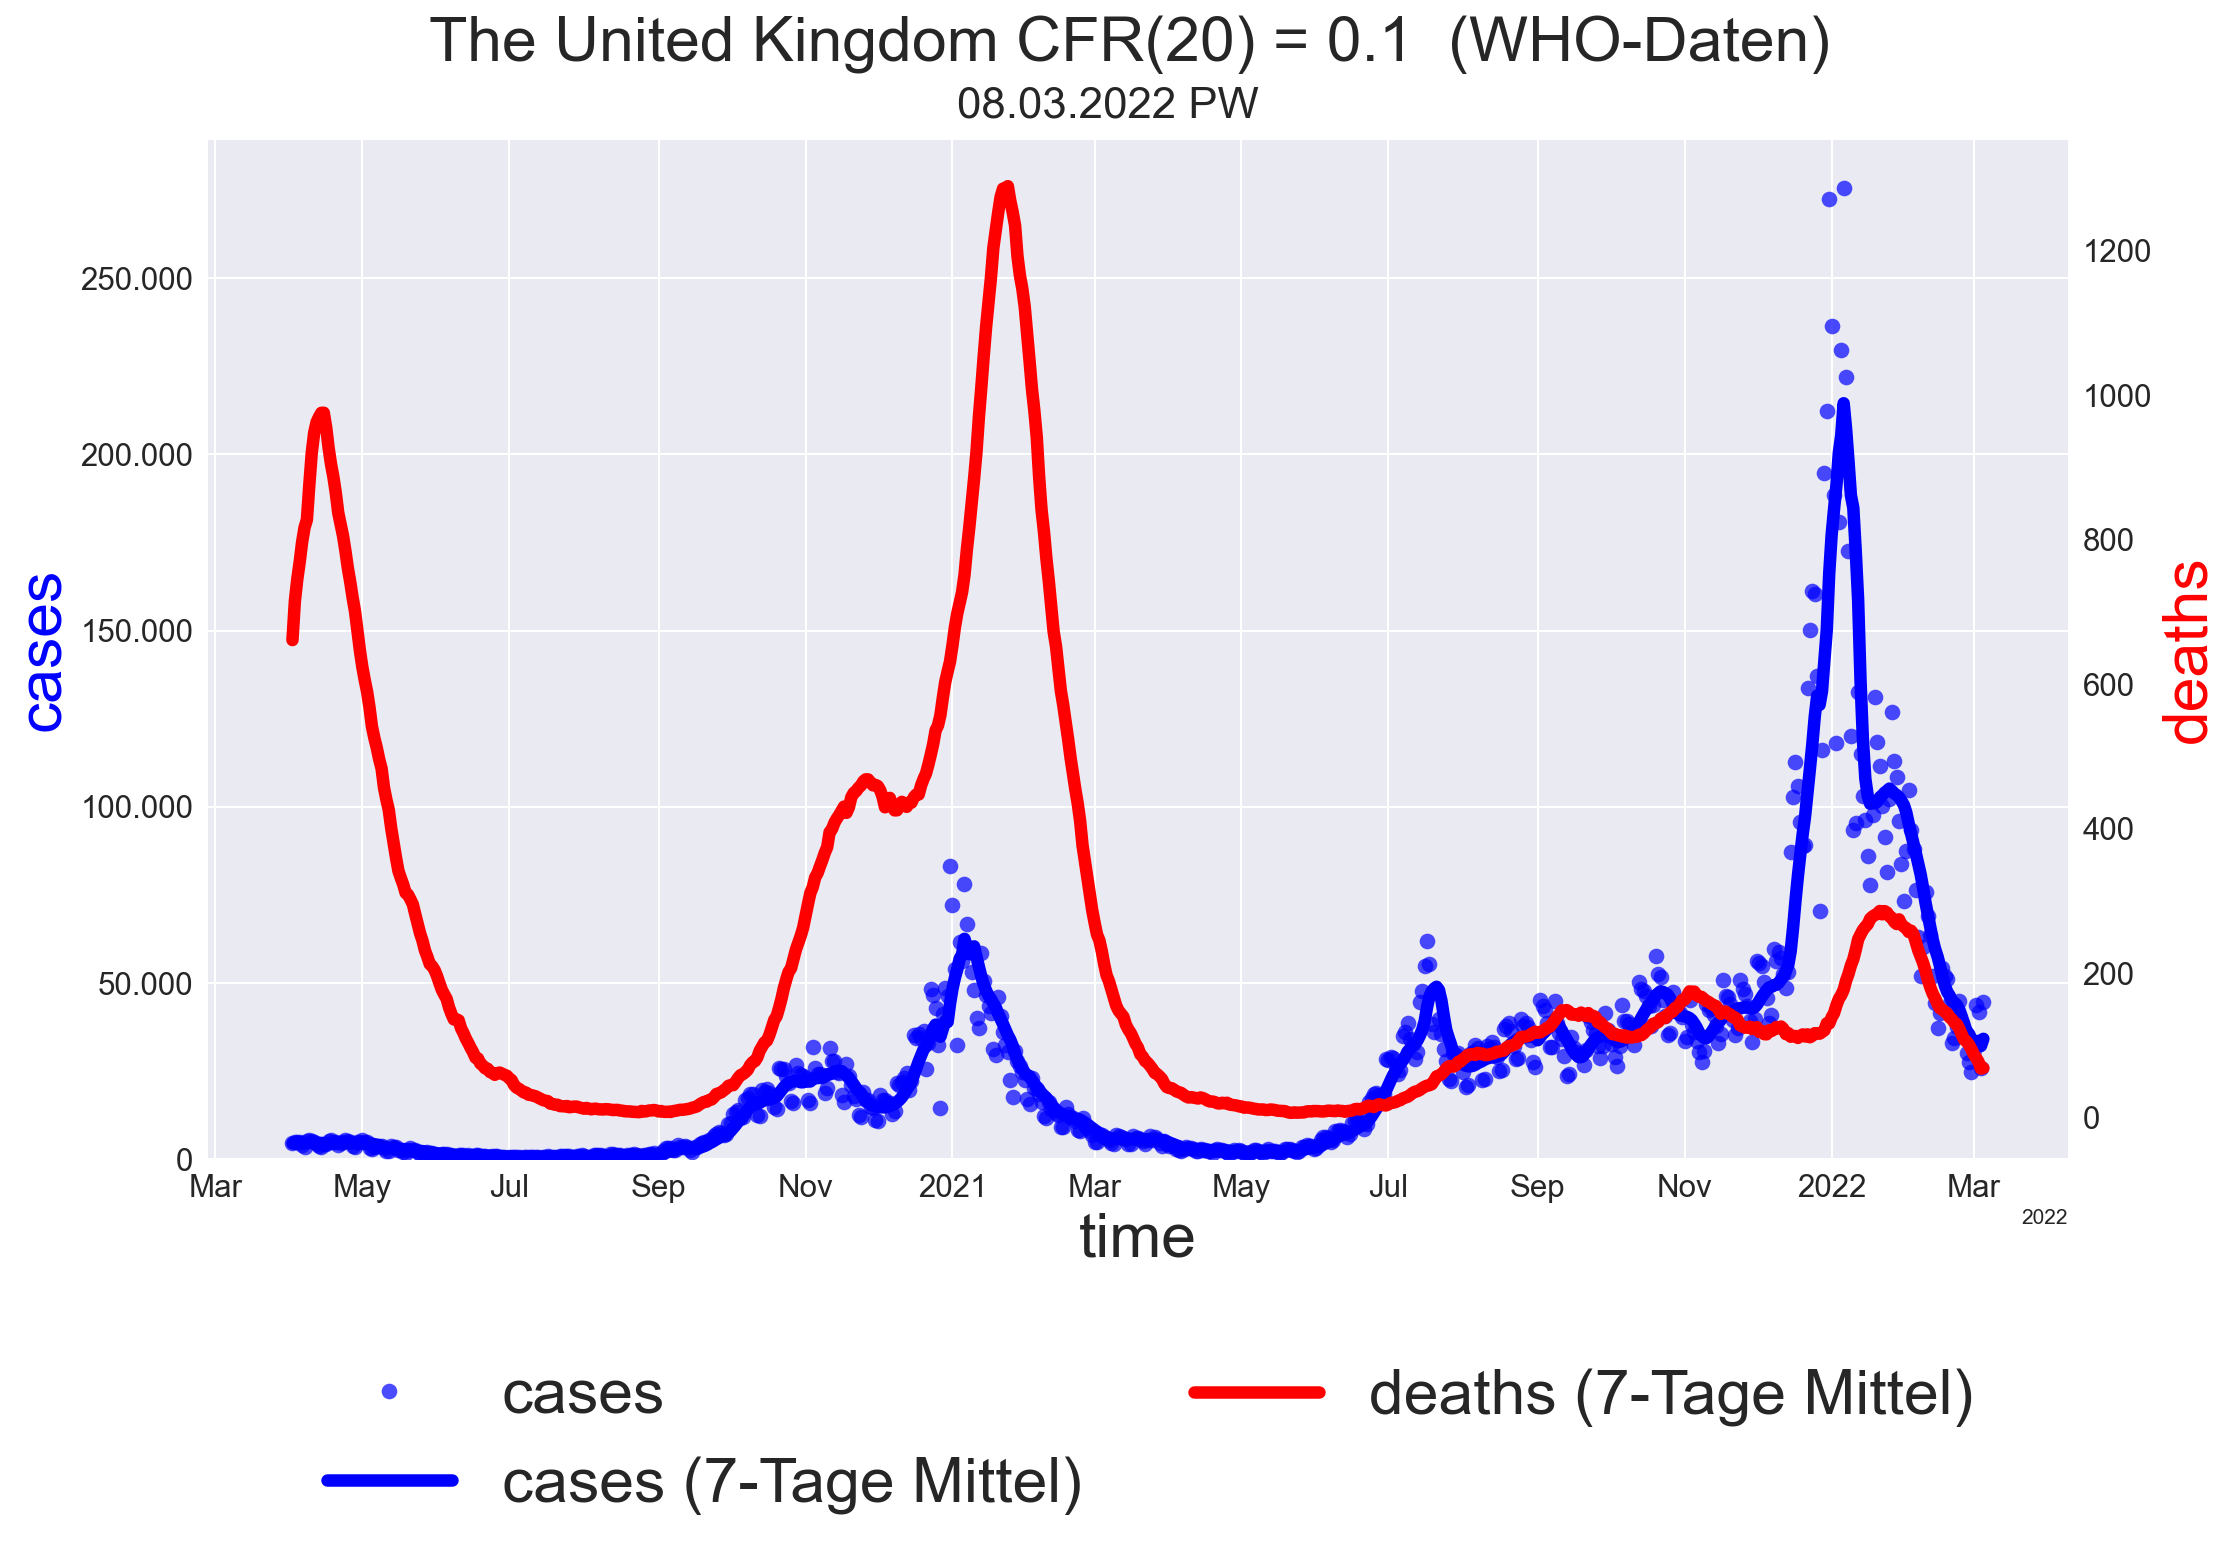 The United Kingdom CFR(20) = 0.1  (WHO-Daten)
08.03.2022 PW
cases
250.000
200.000
150.000
100.000
50.000
0
deaths
1200
1000
800
600
400
200
0
Mar May Jul Sep Nov 2021 Mar May Jul Sep Nov 2022 Mar
2022
time
cases
deaths (7-Tage Mittel)
cases (7-Tage Mittel)